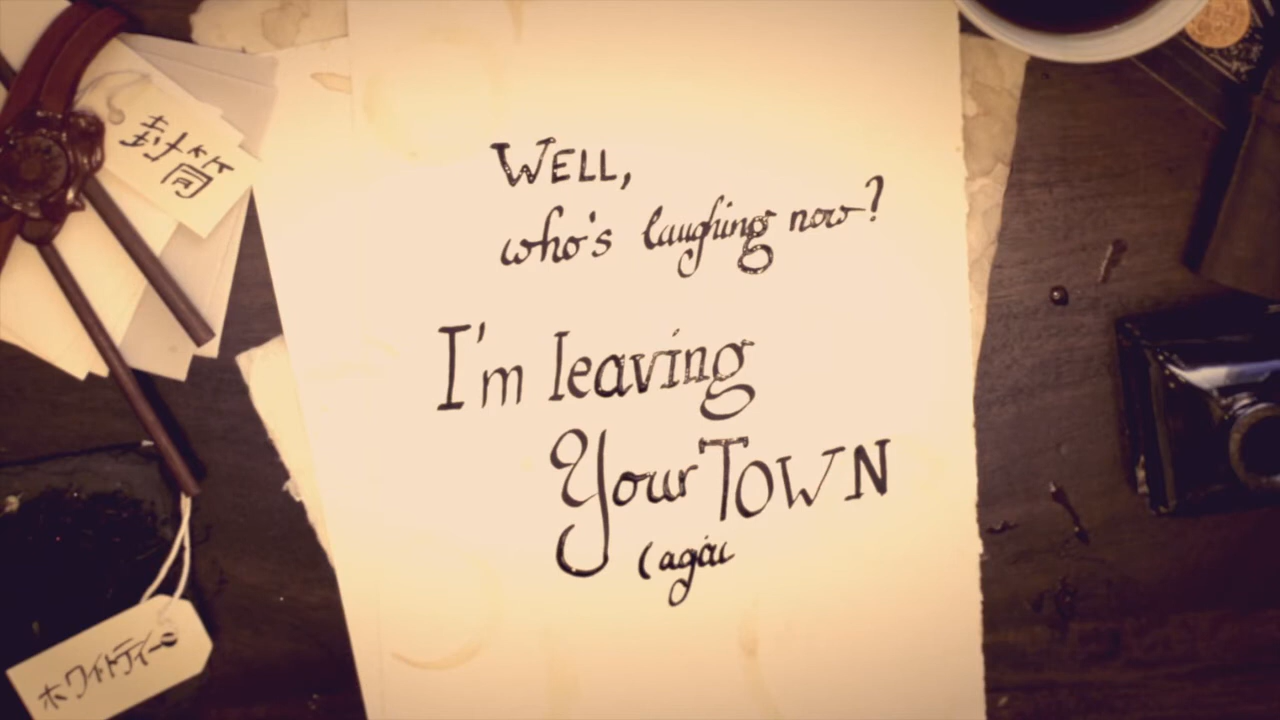 封筒
WELL,
who's laughing now?
I'm leaving
Your TOWN
(agai
ホワイトティー